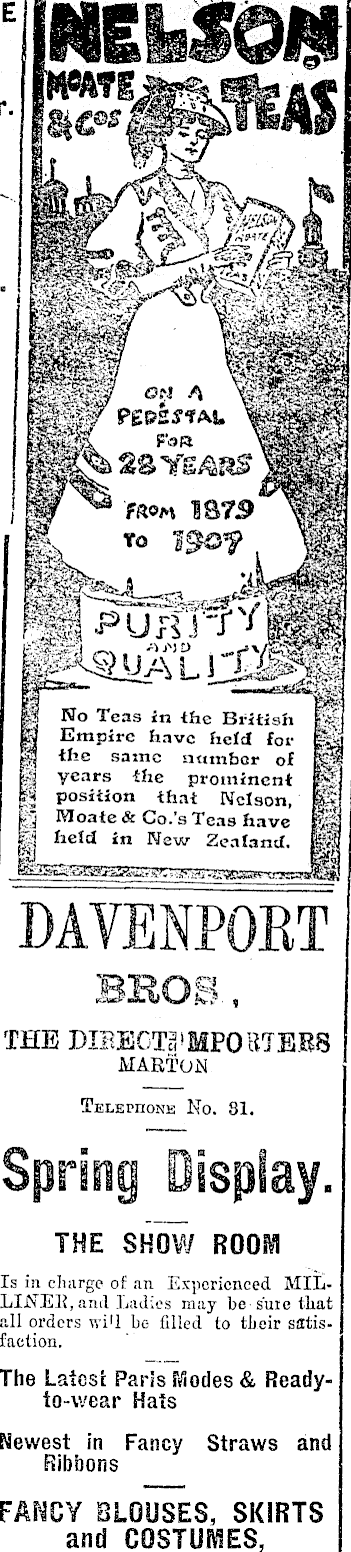 E
NELSON
MOATE
& Cos
TEAS
r.
NELSON
MOATE
ON A
PEDESTAL
FOR
28 YEARS
FROM 1879
TO 1907
PURITY
AND
QUALITY
No Teas in the British
Empire have held for
the same number of
years the prominent
position that Nelson,
Moate & Co.'s Teas have
held in New Zealand.
DAVENPORT
BROS.,
THE DIRECT IMPORTERS
MARTON
TELEPHONE No. 31.
Spring Display.
THE SHOW ROOM
Is in charge of an Experienced MIL-
LINER, and Ladies may be sure that
all orders will be filled to their satis-
faction.
The Latest Paris Modes & Ready-
to-wear Hats
Newest in Fancy Straws and
Ribbons
FANCY BLOUSES, SKIRTS
and COSTUMES,